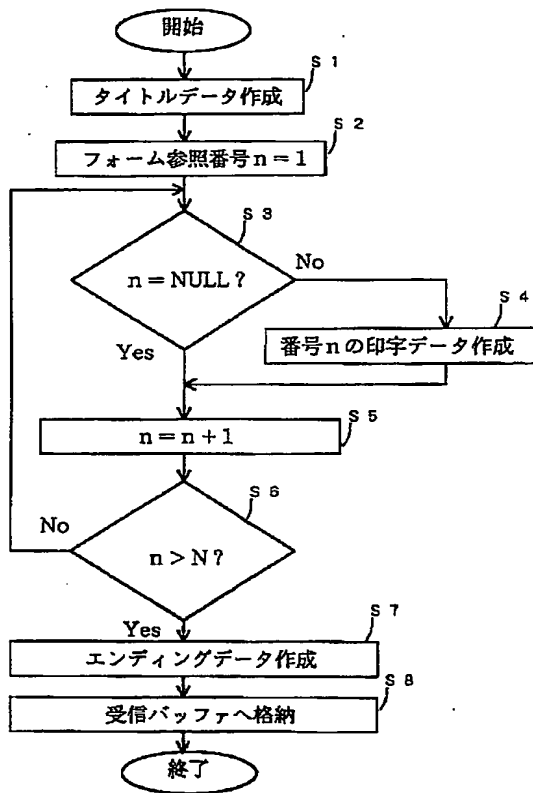 開始
S 1
タイトルデータ作成
S 2
フォーム参照番号n=1
S 3
n=NULL?
No
Yes
S 4
番号nの印字データ作成
S 5
n=n+1
S 6
No
n>N?
Yes
S 7
エンディングデータ作成
S 8
受信バッファへ格納
終了